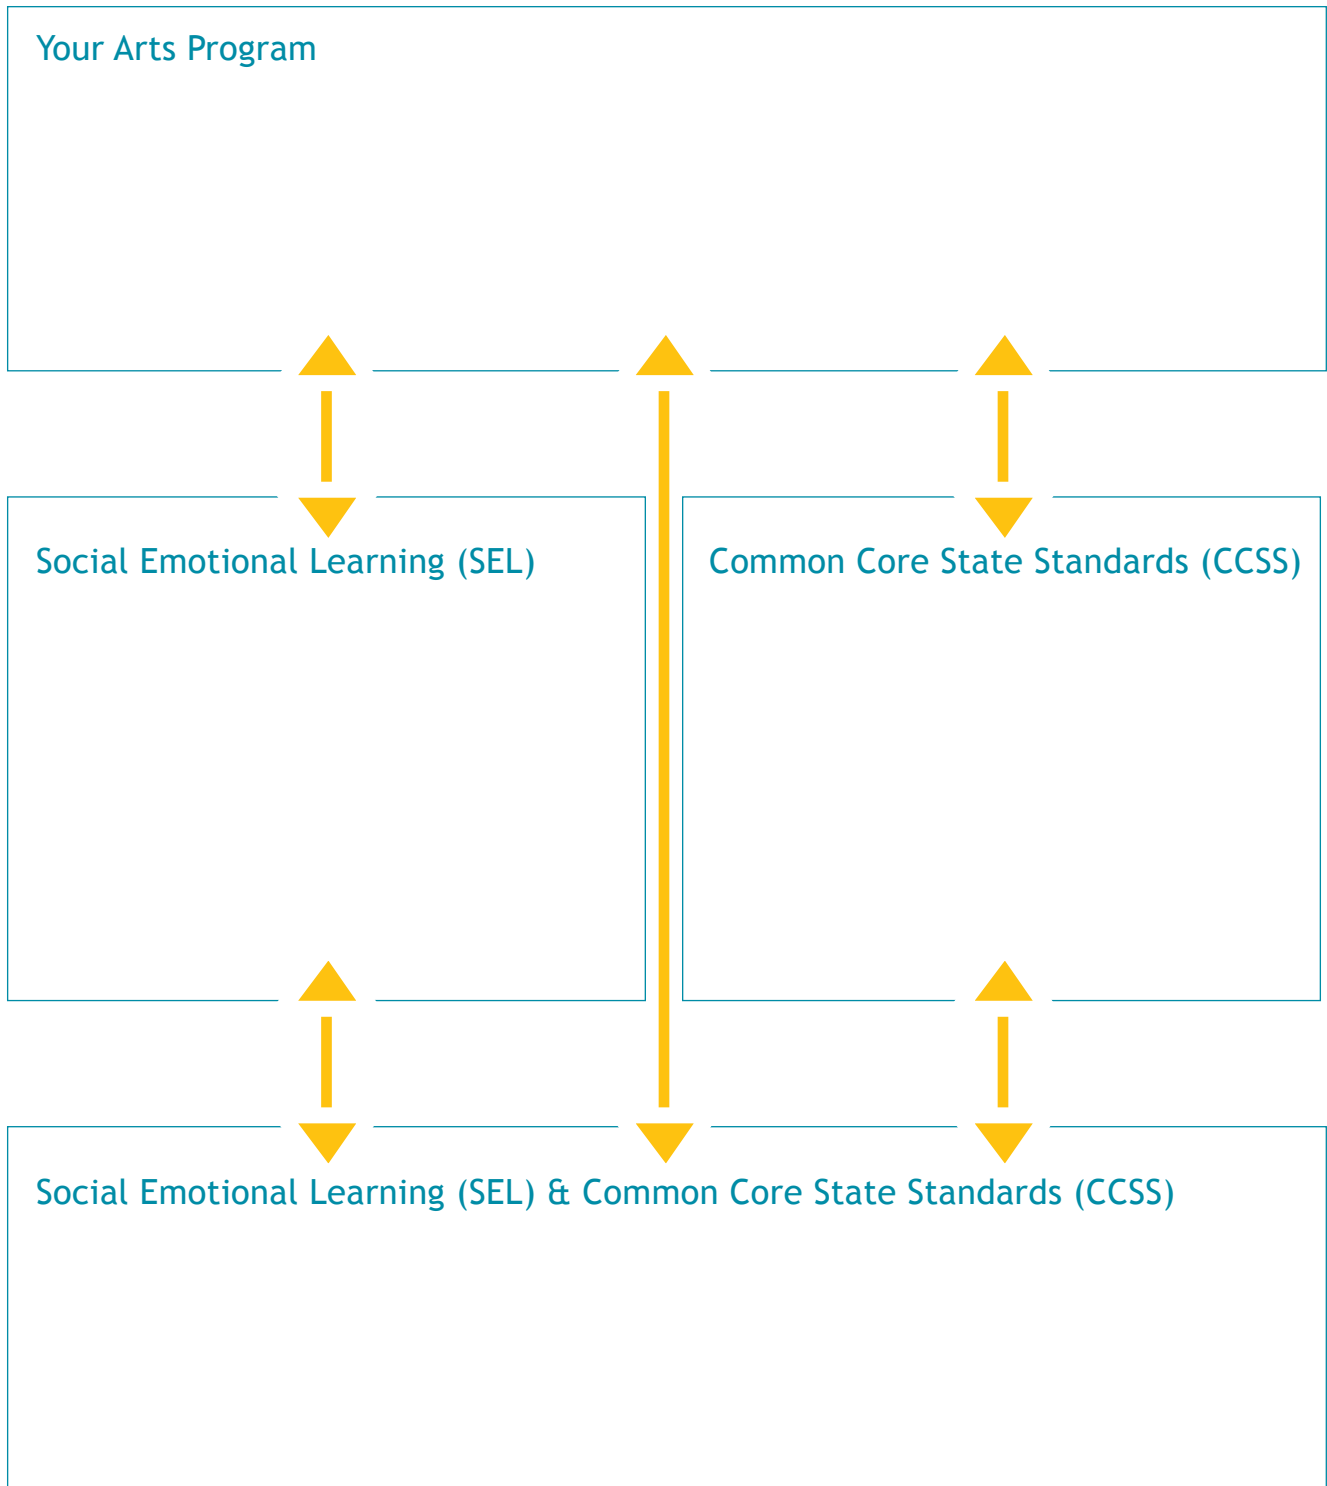 Your Arts Program
Social Emotional Learning (SEL)
Common Core State Standards (CCSS)
Social Emotional Learning (SEL) & Common Core State Standards (CCSS)